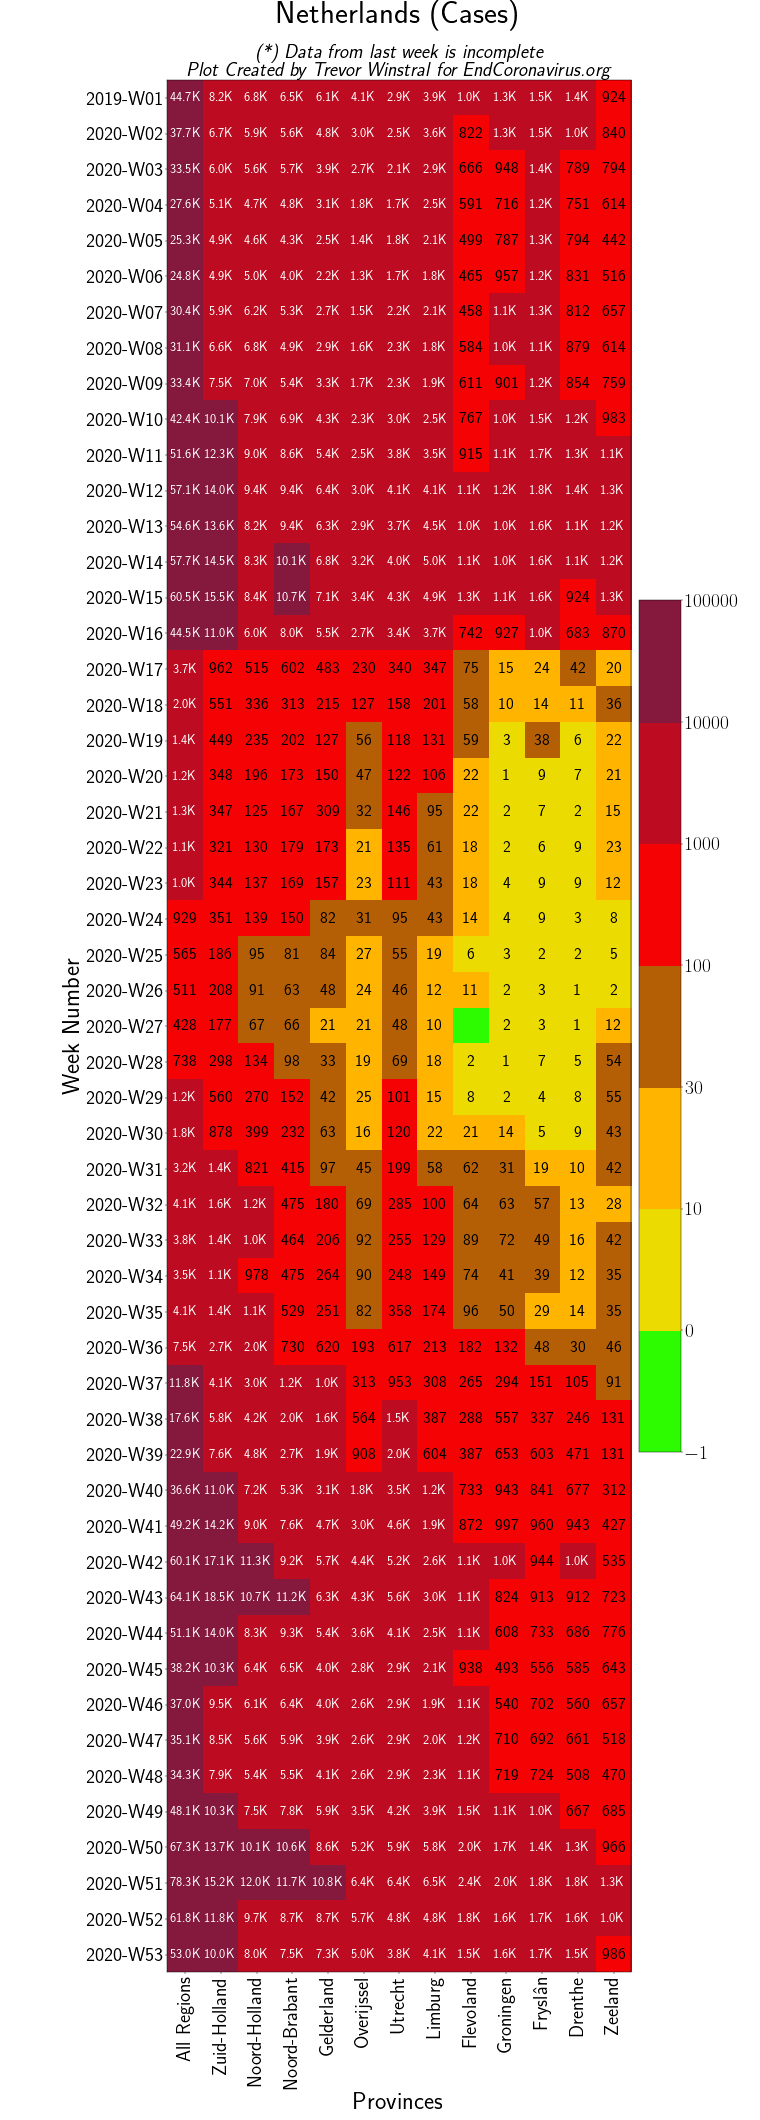 Netherlands (Cases)
(*) Data from last week is incomplete
Plot Created by Trevor Winstral for EndCoronavirus.org
2019-W01 44.7K 8.2K 6.8K 6.5K 6.1K 4.1K 2.9K 3.9K 1.0K 1.3K 1.5K 1.4K 924
2020-W02 37.7K 6.7K 5.9K 5.6K 4.8K 3.0K 2.5K 3.6K 822 1.3K 1.5K 1.0K 840
2020-W03 33.5K 6.0K 5.6K 5.7K 3.9K 2.7K 2.1K 2.9K 666 948 1.4K 789 794
2020-W04 27.6K 5.1K 4.7K 4.8K 3.1K 1.8K 1.7K 2.5K 591 716 1.2K 751 614
2020-W05 25.3K 4.9K 4.6K 4.3K 2.5K 1.4K 1.8K 2.1K 499 787 1.3K 794 442
2020-W06 24.8K 4.9K 5.0K 4.0K 2.2K 1.3K 1.7K 1.8K 465 957 1.2K 831 516
2020-W07 30.4K 5.9K 6.2K 5.3K 2.7K 1.5K 2.2K 2.1K 458 1.1K 1.3K 812 657
2020-W08 31.1K 6.6K 6.8K 4.9K 2.9K 1.6K 2.3K 1.8K 584 1.0K 1.1K 879 614
2020-W09 33.4K 7.5K 7.0K 5.4K 3.3K 1.7K 2.3K 1.9K 611 901 1.2K 854 759
2020-W10 42.4K 10.1K 7.9K 6.9K 4.3K 2.3K 3.0K 2.5K 767 1.0K 1.5K 1.2K 983
2020-W11 51.6K 12.3K 9.0K 8.6K 5.4K 2.5K 3.8K 3.5K 915 1.1K 1.7K 1.3K 1.1K
2020-W12 57.1K 14.0K 9.4K 9.4K 6.4K 3.0K 4.1K 4.1K 1.1K 1.2K 1.8K 1.4K 1.3K
2020-W13 54.6K 13.6K 8.2K 9.4K 6.3K 2.9K 3.7K 4.5K 1.0K 1.0K 1.6K 1.1K 1.2K
2020-W14 57.7K 14.5K 8.3K 10.1K 6.8K 3.2K 4.0K 5.0K 1.1K 1.0K 1.6K 1.1K 1.2K
2020-W15 60.5K 15.5K 8.4K 10.7K 7.1K 3.4K 4.3K 4.9K 1.3K 1.1K 1.6K 924 1.3K
2020-W16 44.5K 11.0K 6.0K 8.0K 5.5K 2.7K 3.4K 3.7K 742 927 1.0K 683 870
2020-W17 3.7K 962 515 602 483 230 340 347 75 15 24 42 20
2020-W18 2.0K 551 336 313 215 127 158 201 58 10 14 11 36
2020-W19 1.4K 449 235 202 127 56 118 131 59 3 38 6 22
2020-W20 1.2K 348 196 173 150 47 122 106 22 1 9 7 21
2020-W21 1.3K 347 125 167 309 32 146 95 22 2 7 2 15
2020-W22 1.1K 321 130 179 173 21 135 61 18 2 6 9 23
2020-W23 1.0K 344 137 169 157 23 111 43 18 4 9 9 12
2020-W24 929 351 139 150 82 31 95 43 14 4 9 3 8
2020-W25 565 186 95 81 84 27 55 19 6 3 2 2 5
2020-W26 511 208 91 63 48 24 46 12 11 2 3 1 2
2020-W27 428 177 67 66 21 21 48 10 2 3 1 12
2020-W28 738 298 134 98 33 19 69 18 2 1 7 5 54
2020-W29 1.2K 560 270 152 42 25 101 15 8 2 4 8 55
2020-W30 1.8K 878 399 232 63 16 120 22 21 14 5 9 43
2020-W31 3.2K 1.4K 821 415 97 45 199 58 62 31 19 10 42
2020-W32 4.1K 1.6K 1.2K 475 180 69 285 100 64 63 57 13 28
2020-W33 3.8K 1.4K 1.0K 464 206 92 255 129 89 72 49 16 42
2020-W34 3.5K 1.1K 978 475 264 90 248 149 74 41 39 12 35
2020-W35 4.1K 1.4K 1.1K 529 251 82 358 174 96 50 29 14 35
2020-W36 7.5K 2.7K 2.0K 730 620 193 617 213 182 132 48 30 46
2020-W37 11.8K 4.1K 3.0K 1.2K 1.0K 313 953 308 265 294 151 105 91
2020-W38 17.6K 5.8K 4.2K 2.0K 1.6K 564 1.5K 387 288 557 337 246 131
2020-W39 22.9K 7.6K 4.8K 2.7K 1.9K 908 2.0K 604 387 653 603 471 131
2020-W40 36.6K 11.0K 7.2K 5.3K 3.1K 1.8K 3.5K 1.2K 733 943 841 677 312
2020-W41 49.2K 14.2K 9.0K 7.6K 4.7K 3.0K 4.6K 1.9K 872 997 960 943 427
2020-W42 60.1K 17.1K 11.3K 9.2K 5.7K 4.4K 5.2K 2.6K 1.1K 1.0K 944 1.0K 535
2020-W43 64.1K 18.5K 10.7K 11.2K 6.3K 4.3K 5.6K 3.0K 1.1K 824 913 912 723
2020-W44 51.1K 14.0K 8.3K 9.3K 5.4K 3.6K 4.1K 2.5K 1.1K 608 733 686 776
2020-W45 38.2K 10.3K 6.4K 6.5K 4.0K 2.8K 2.9K 2.1K 938 493 556 585 643
2020-W46 37.0K 9.5K 6.1K 6.4K 4.0K 2.6K 2.9K 1.9K 1.1K 540 702 560 657
2020-W47 35.1K 8.5K 5.6K 5.9K 3.9K 2.6K 2.9K 2.0K 1.2K 710 692 661 518
2020-W48 34.3K 7.9K 5.4K 5.5K 4.1K 2.6K 2.9K 2.3K 1.1K 719 724 508 470
2020-W49 48.1K 10.3K 7.5K 7.8K 5.9K 3.5K 4.2K 3.9K 1.5K 1.1K 1.0K 667 685
2020-W50 67.3K 13.7K 10.1K 10.6K 8.6K 5.2K 5.9K 5.8K 2.0K 1.7K 1.4K 1.3K 966
2020-W51 78.3K 15.2K 12.0K 11.7K 10.8K 6.4K 6.4K 6.5K 2.4K 2.0K 1.8K 1.8K 1.3K
2020-W52 61.8K 11.8K 9.7K 8.7K 8.7K 5.7K 4.8K 4.8K 1.8K 1.6K 1.7K 1.6K 1.0K
2020-W53 53.0K 10.0K 8.0K 7.5K 7.3K 5.0K 3.8K 4.1K 1.5K 1.6K 1.7K 1.5K 986
Week Number
All Regions
Zuid-Holland
Noord-Holland
Noord-Brabant
Gelderland
Overijssel
Utrecht
Limburg
Flevoland
Groningen
Fryslân
Drenthe
Zeeland
Provinces
100000
10000
1000
100
30
10
0
−1